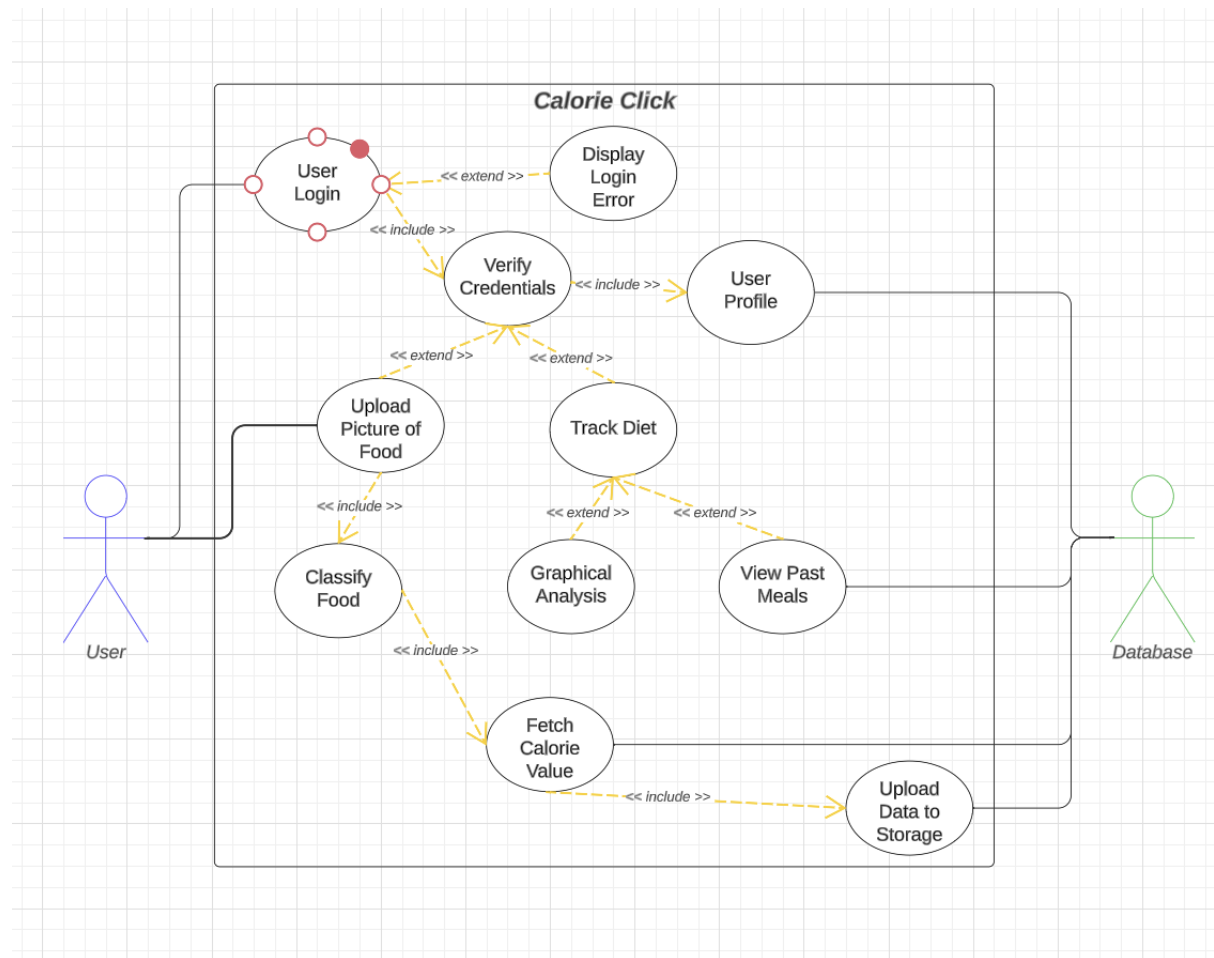 Calorie Click
User
Login
<< extend >>
Display
Login
Error
<< include >>
Verify
Credentials
<< include >>
User
Profile
<< extend >>
<< extend >>
Upload
Picture of
Food
Track Diet
<< include >>
<< extend >>
<< extend >>
Classify
Food
Graphical
Analysis
View Past
Meals
User
Database
<< include >>
Fetch
Calorie
Value
<< include >>
Upload
Data to
Storage